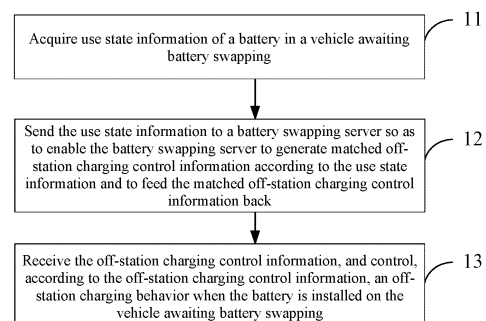 11
Acquire use state information of a battery in a vehicle awaiting
battery swapping
12
Send the use state information to a battery swapping server so as
to enable the battery swapping server to generate matched off-
station charging control information according to the use state
information and to feed the matched off-station charging control
information back
13
Receive the off-station charging control information, and control,
according to the off-station charging control information, an off-
station charging behavior when the battery is installed on the
vehicle awaiting battery swapping